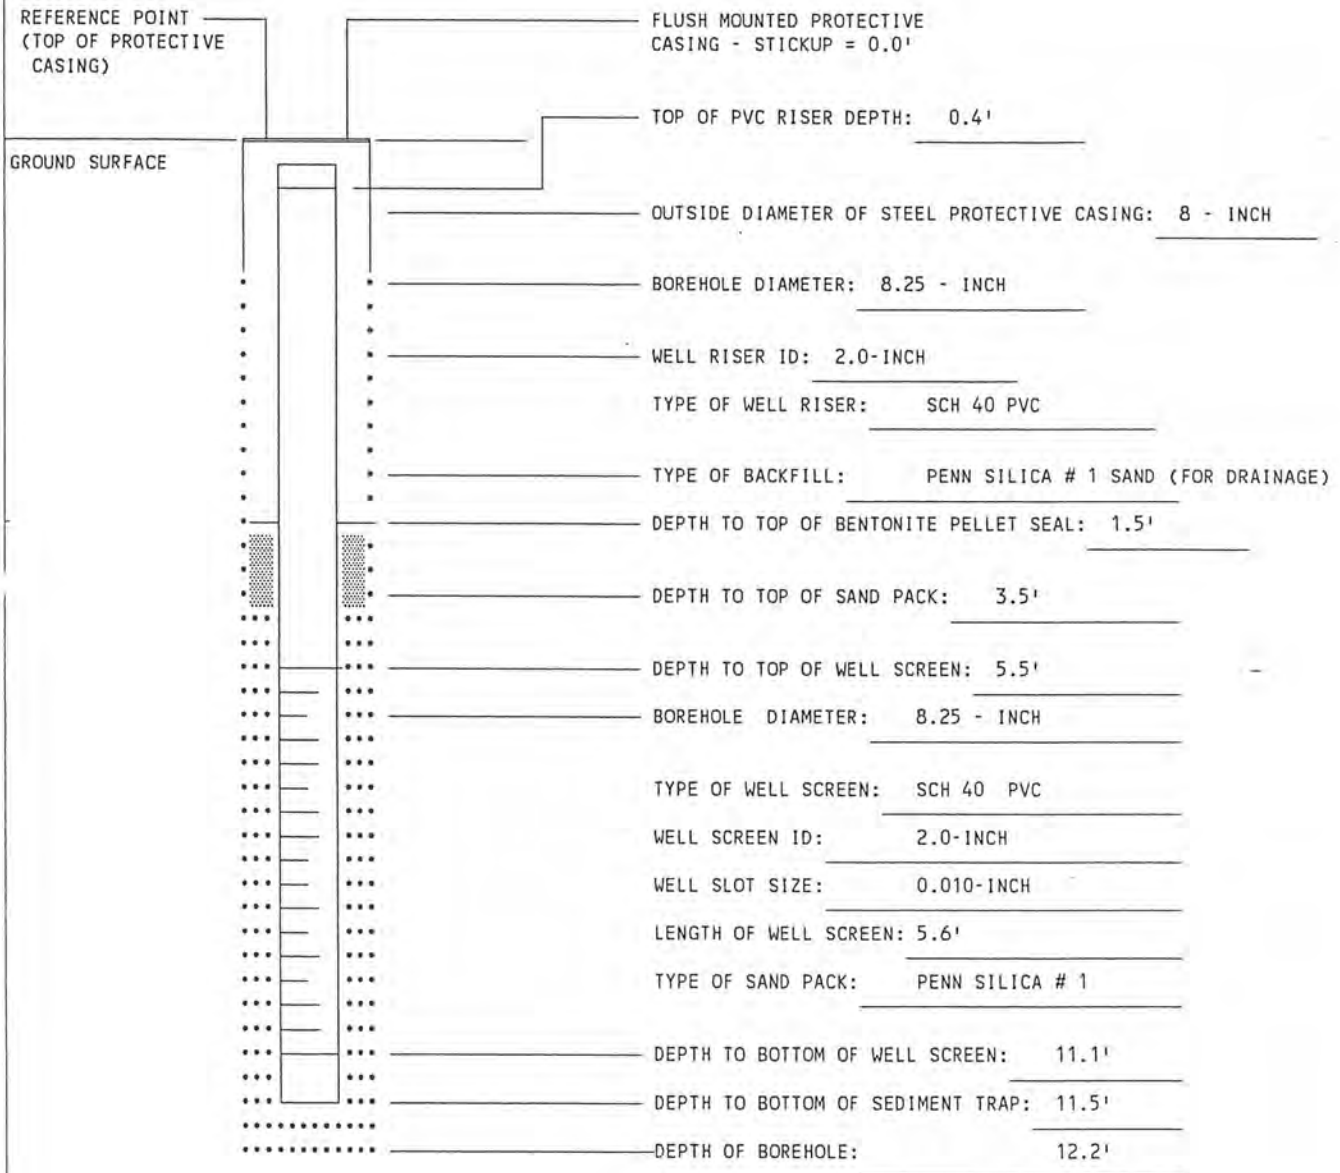 REFERENCE POINT
(TOP OF PROTECTIVE
CASING)
FLUSH MOUNTED PROTECTIVE
CASING - STICKUP = 0.0'
TOP OF PVC RISER DEPTH: 0.4'
GROUND SURFACE
OUTSIDE DIAMETER OF STEEL PROTECTIVE CASING: 8 - INCH
BOREHOLE DIAMETER: 8.25 - INCH
WELL RISER ID: 2.0-INCH
TYPE OF WELL RISER: SCH 40 PVC
TYPE OF BACKFILL: PENN SILICA # 1 SAND (FOR DRAINAGE)
DEPTH TO TOP OF BENTONITE PELLET SEAL: 1.5'
DEPTH TO TOP OF SAND PACK: 3.5'
DEPTH TO TOP OF WELL SCREEN: 5.5'
BOREHOLE DIAMETER: 8.25 - INCH
TYPE OF WELL SCREEN: SCH 40 PVC
WELL SCREEN ID: 2.0-INCH
WELL SLOT SIZE: 0.010-INCH
LENGTH OF WELL SCREEN: 5.6'
TYPE OF SAND PACK: PENN SILICA # 1
DEPTH TO BOTTOM OF WELL SCREEN: 11.1'
DEPTH TO BOTTOM OF SEDIMENT TRAP: 11.5'
DEPTH OF BOREHOLE: 12.2'